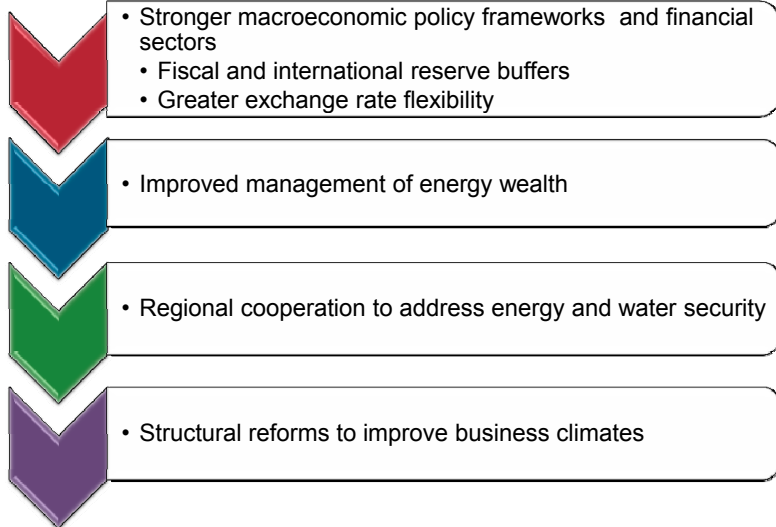 • Stronger macroeconomic policy frameworks and financial
sectors
• Fiscal and international reserve buffers
• Greater exchange rate flexibility
• Improved management of energy wealth
• Regional cooperation to address energy and water security
• Structural reforms to improve business climates